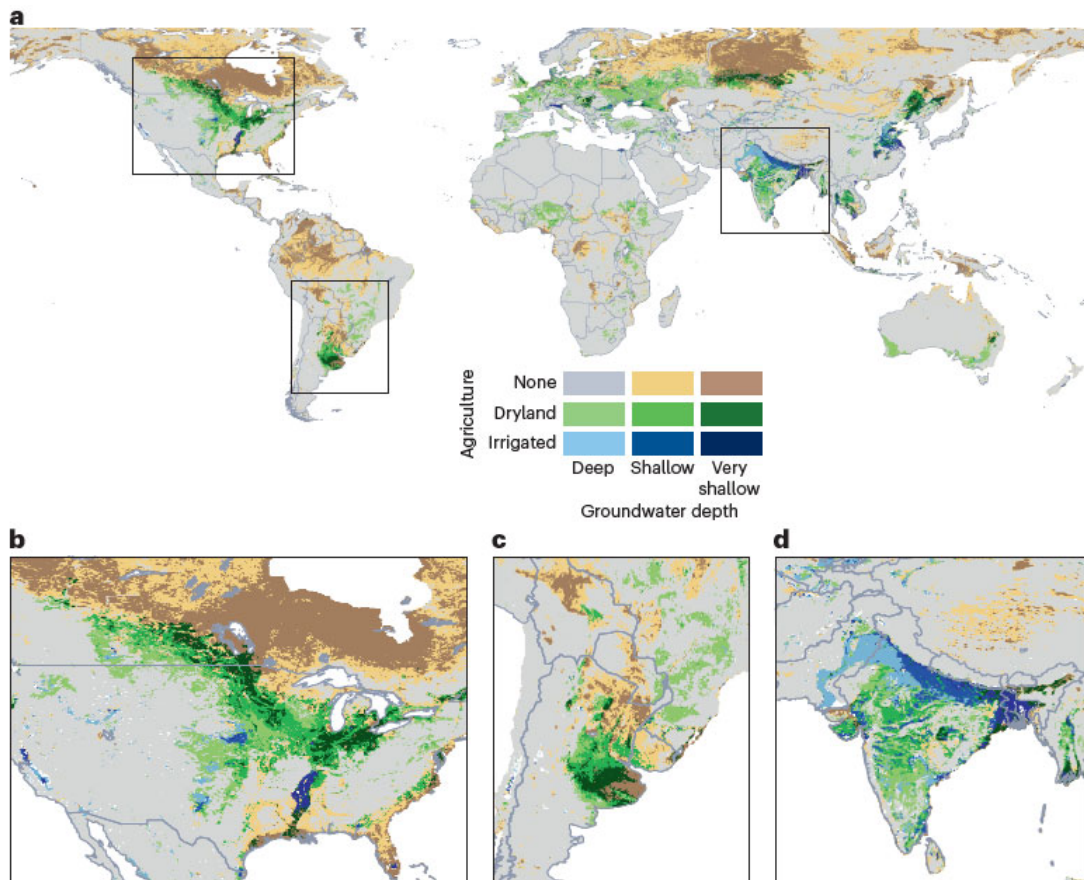 a
Agriculture
None
Dryland
Irrigated
Deep Shallow Very
shallow
Groundwater depth
b c d